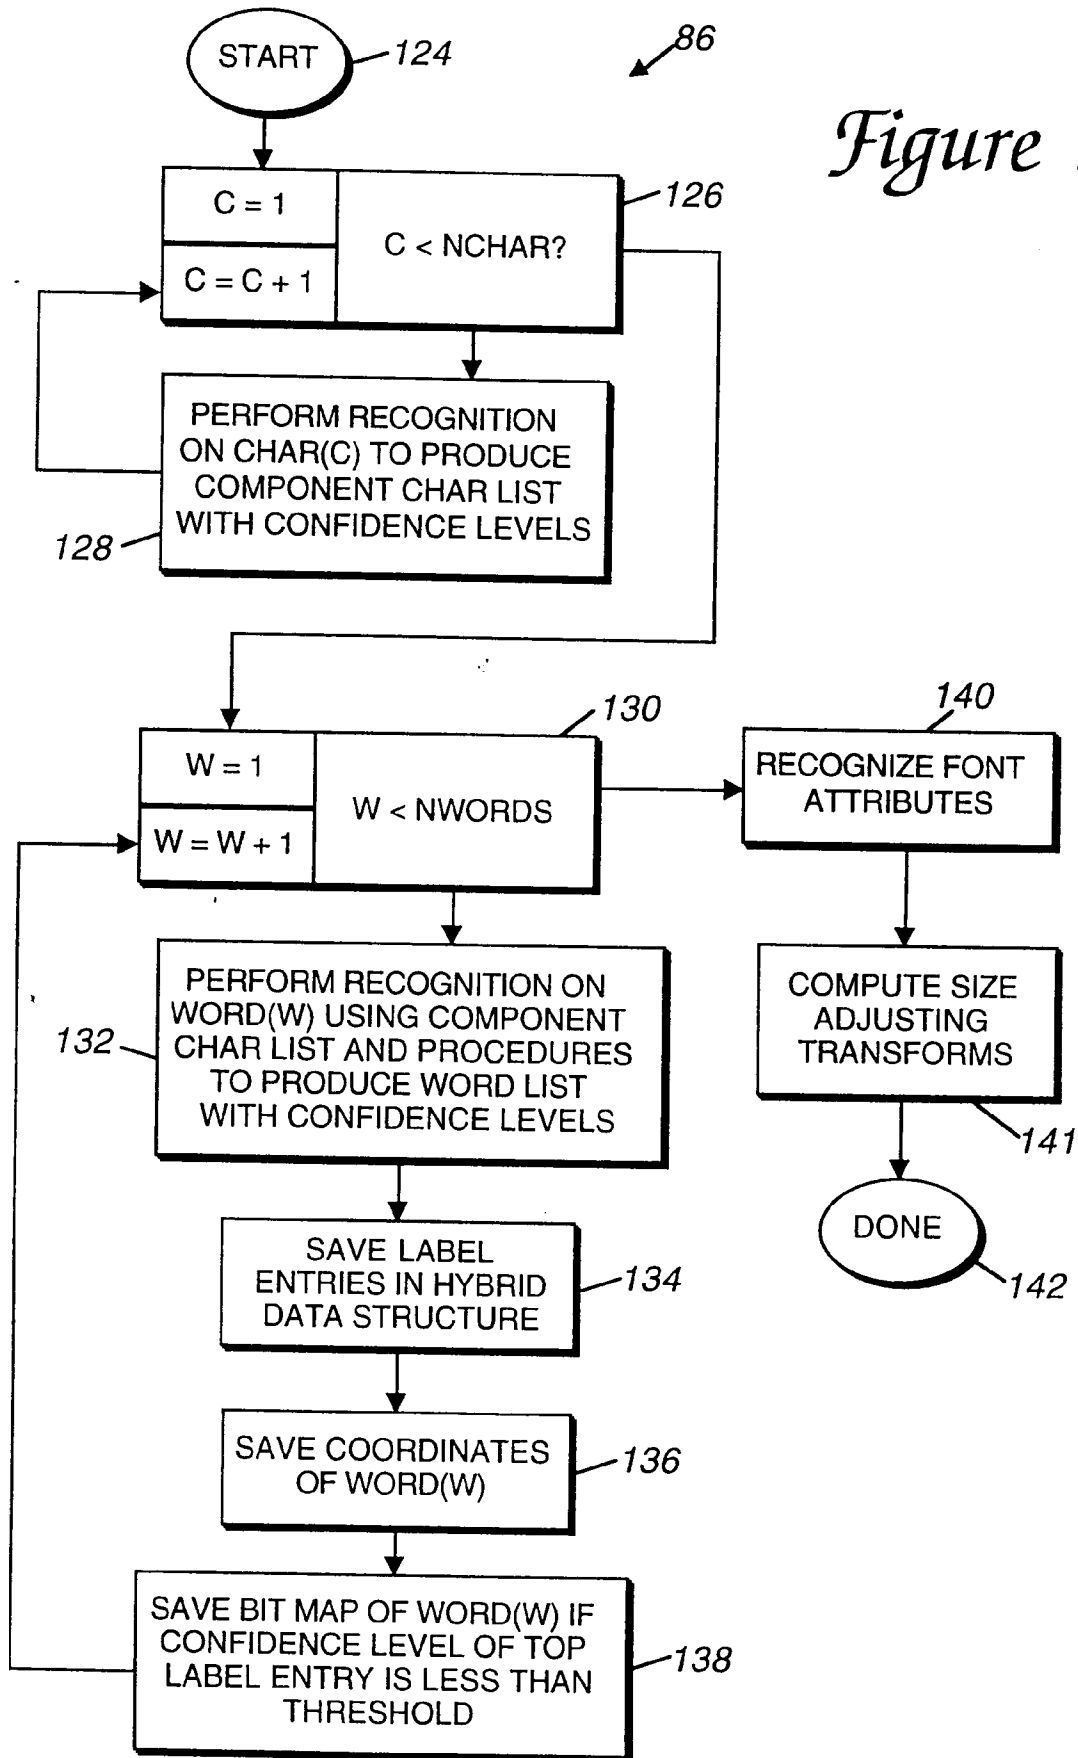 START
124
86
Figure
C = 1
C = C + 1
C < NCHAR?
126
PERFORM RECOGNITION
ON CHAR(C) TO PRODUCE
COMPONENT CHAR LIST
WITH CONFIDENCE LEVELS
128
W = 1
W = W + 1
W < NWORDS
130
PERFORM RECOGNITION ON
WORD(W) USING COMPONENT
CHAR LIST AND PROCEDURES
TO PRODUCE WORD LIST
WITH CONFIDENCE LEVELS
132
SAVE LABEL
ENTRIES IN HYBRID
DATA STRUCTURE
134
SAVE COORDINATES
OF WORD(W)
136
SAVE BIT MAP OF WORD(W) IF
CONFIDENCE LEVEL OF TOP
LABEL ENTRY IS LESS THAN
THRESHOLD
138
140
RECOGNIZE FONT
ATTRIBUTES
COMPUTE SIZE
ADJUSTING
TRANSFORMS
141
DONE
142